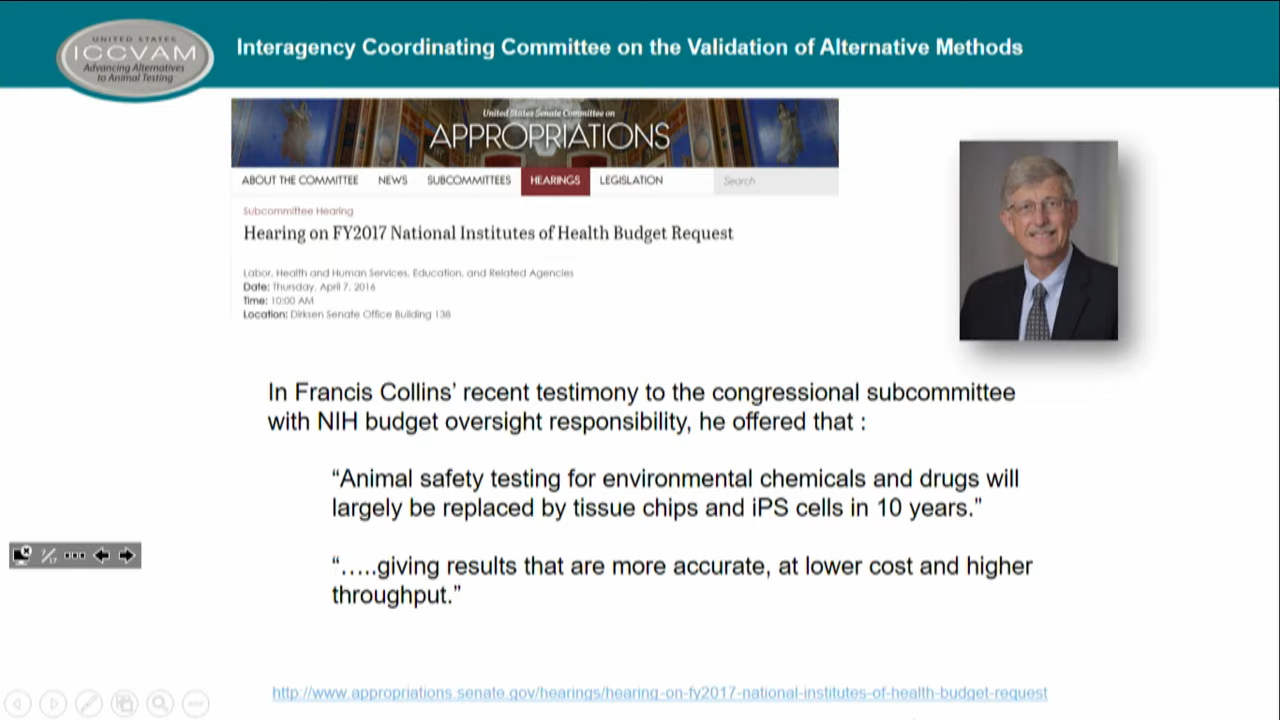 UNITED STATES
ICCVAM
Advancing Alternatives
to Animal Testing
Interagency Coordinating Committee on the Validation of Alternative Methods
United States Senate Committee on
APPROPRIATIONS
ABOUT THE COMMITTEE NEWS SUBCOMMITTEES HEARINGS LEGISLATION Search
Subcommittee Hearing
Hearing on FY2017 National Institutes of Health Budget Request
Labor, Health and Human Services, Education, and Related Agencies
Date: Thursday, April 7, 2016
Time: 10:00 AM
Location: Dirksen Senate Office Building 138
In Francis Collins’ recent testimony to the congressional subcommittee
with NIH budget oversight responsibility, he offered that :
“Animal safety testing for environmental chemicals and drugs will
largely be replaced by tissue chips and iPS cells in 10 years.”
“…..giving results that are more accurate, at lower cost and higher
throughput.”
http://www.appropriations.senate.gov/hearings/hearing-on-fy2017-national-institutes-of-health-budget-request